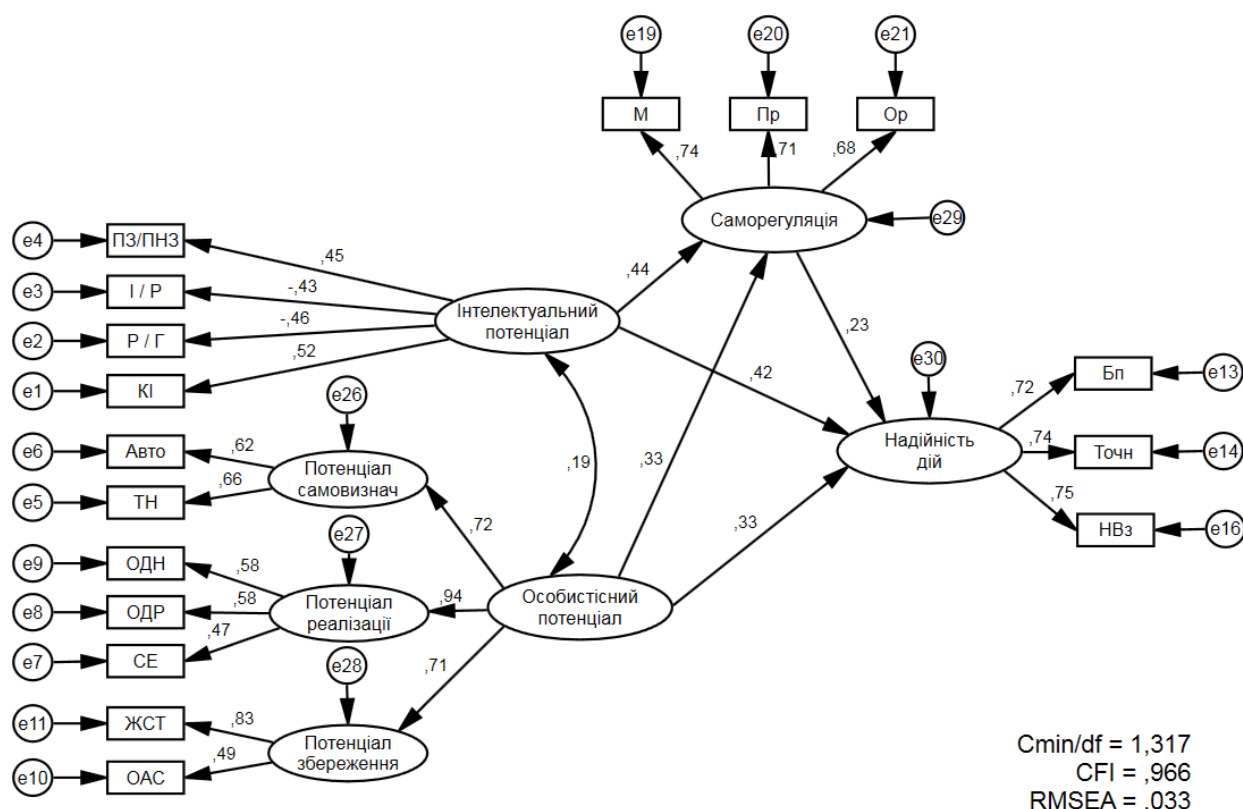 e19
e20
e21
М
Пр
Ор
,74
,71
,68
Саморегуляція
e29
e4
ПЗ/ПНЗ
,45
e3
І / Р
-,43
e2
Р / Г
-,46
e1
КІ
,52
Інтелектуальний
потенціал
,44
,23
,42
e30
Бп
e13
,72
Надійність
дій
,74
Точн
e14
,75
НВз
e16
e26
e6
Авто
,62
e5
ТН
,66
Потенціал
самовизнач
,19
,33
,72
,33
e27
e9
ОДН
,58
e8
ОДР
,58
e7
СЕ
,47
Потенціал
реалізації
,94
Особистісний
потенціал
e28
,71
e11
ЖСТ
,83
e10
ОАС
,49
Потенціал
збереження
Cmin/df = 1,317
CFI = ,966
RMSEA = ,033